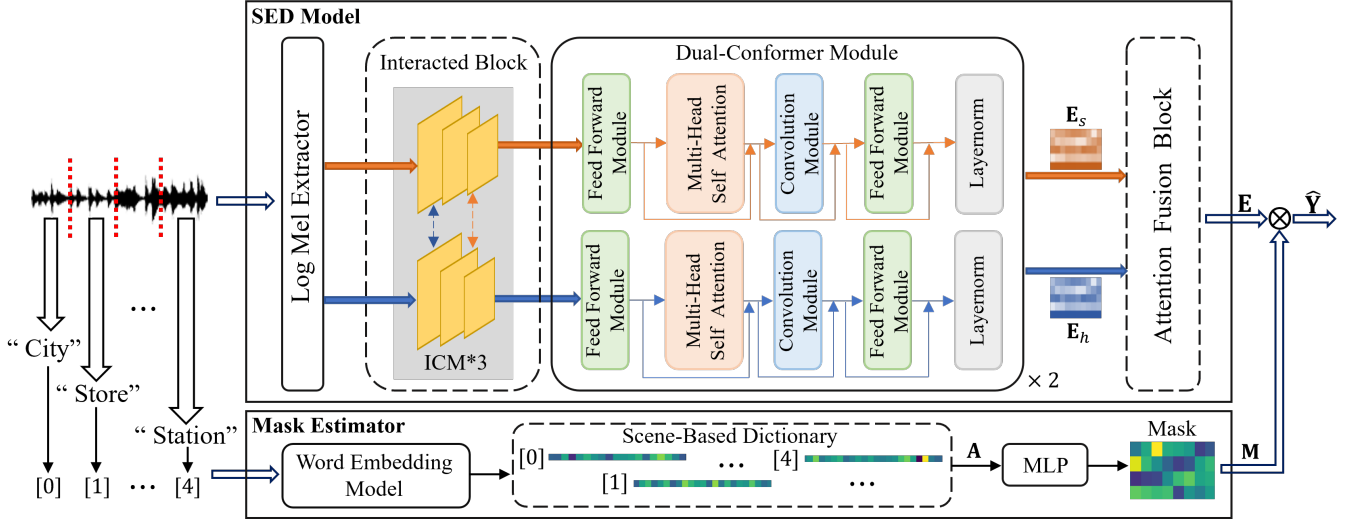 SED Model
Log Mel Extractor
Interacted Block
ICM*3
Dual-Conformer Module
Feed Forward
Module
Multi-Head
Self Attention
Convolution
Module
Feed Forward
Module
Layernorm
Feed Forward
Module
Multi-Head
Self Attention
Convolution
Module
Feed Forward
Module
Layernorm
× 2
E_s
E_h
Attention Fusion Block
E
⊗
Ŷ
“ City”
“ Store”
...
“ Station”
[0] [1] ... [4]
Mask Estimator
Word Embedding
Model
Scene-Based Dictionary
[0] ... [4]
[1] ...
A
MLP
Mask
M